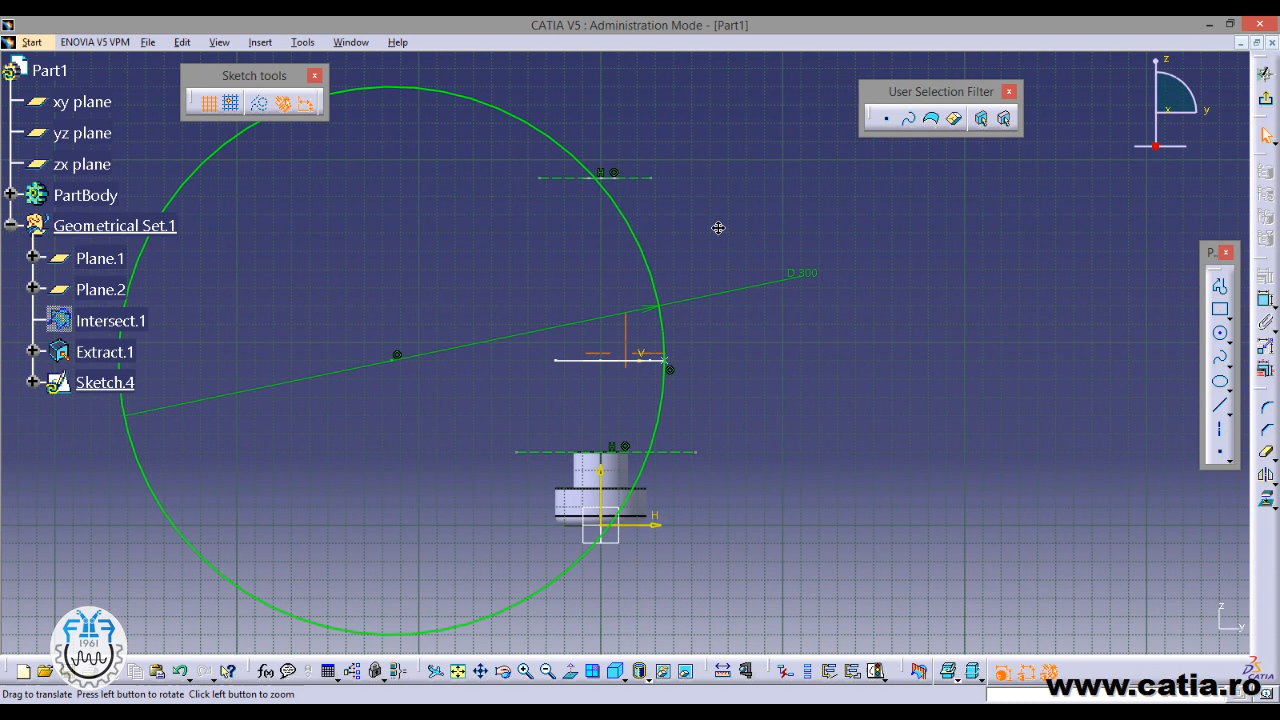 CATIA V5 : Administration Mode - [Part1]
Start ENOVIA V5 VPM File Edit View Insert Tools Window Help
Part1
xy plane
yz plane
zx plane
PartBody
Geometrical Set.1
Plane.1
Plane.2
Intersect.1
Extract.1
Sketch.4
Sketch tools
User Selection Filter
P...
z
x
y
H
D 300
V
H
H
z
y
1961
f(x)
CATIA
www.catia.ro
Drag to translate Press left button to rotate Click left button to zoom